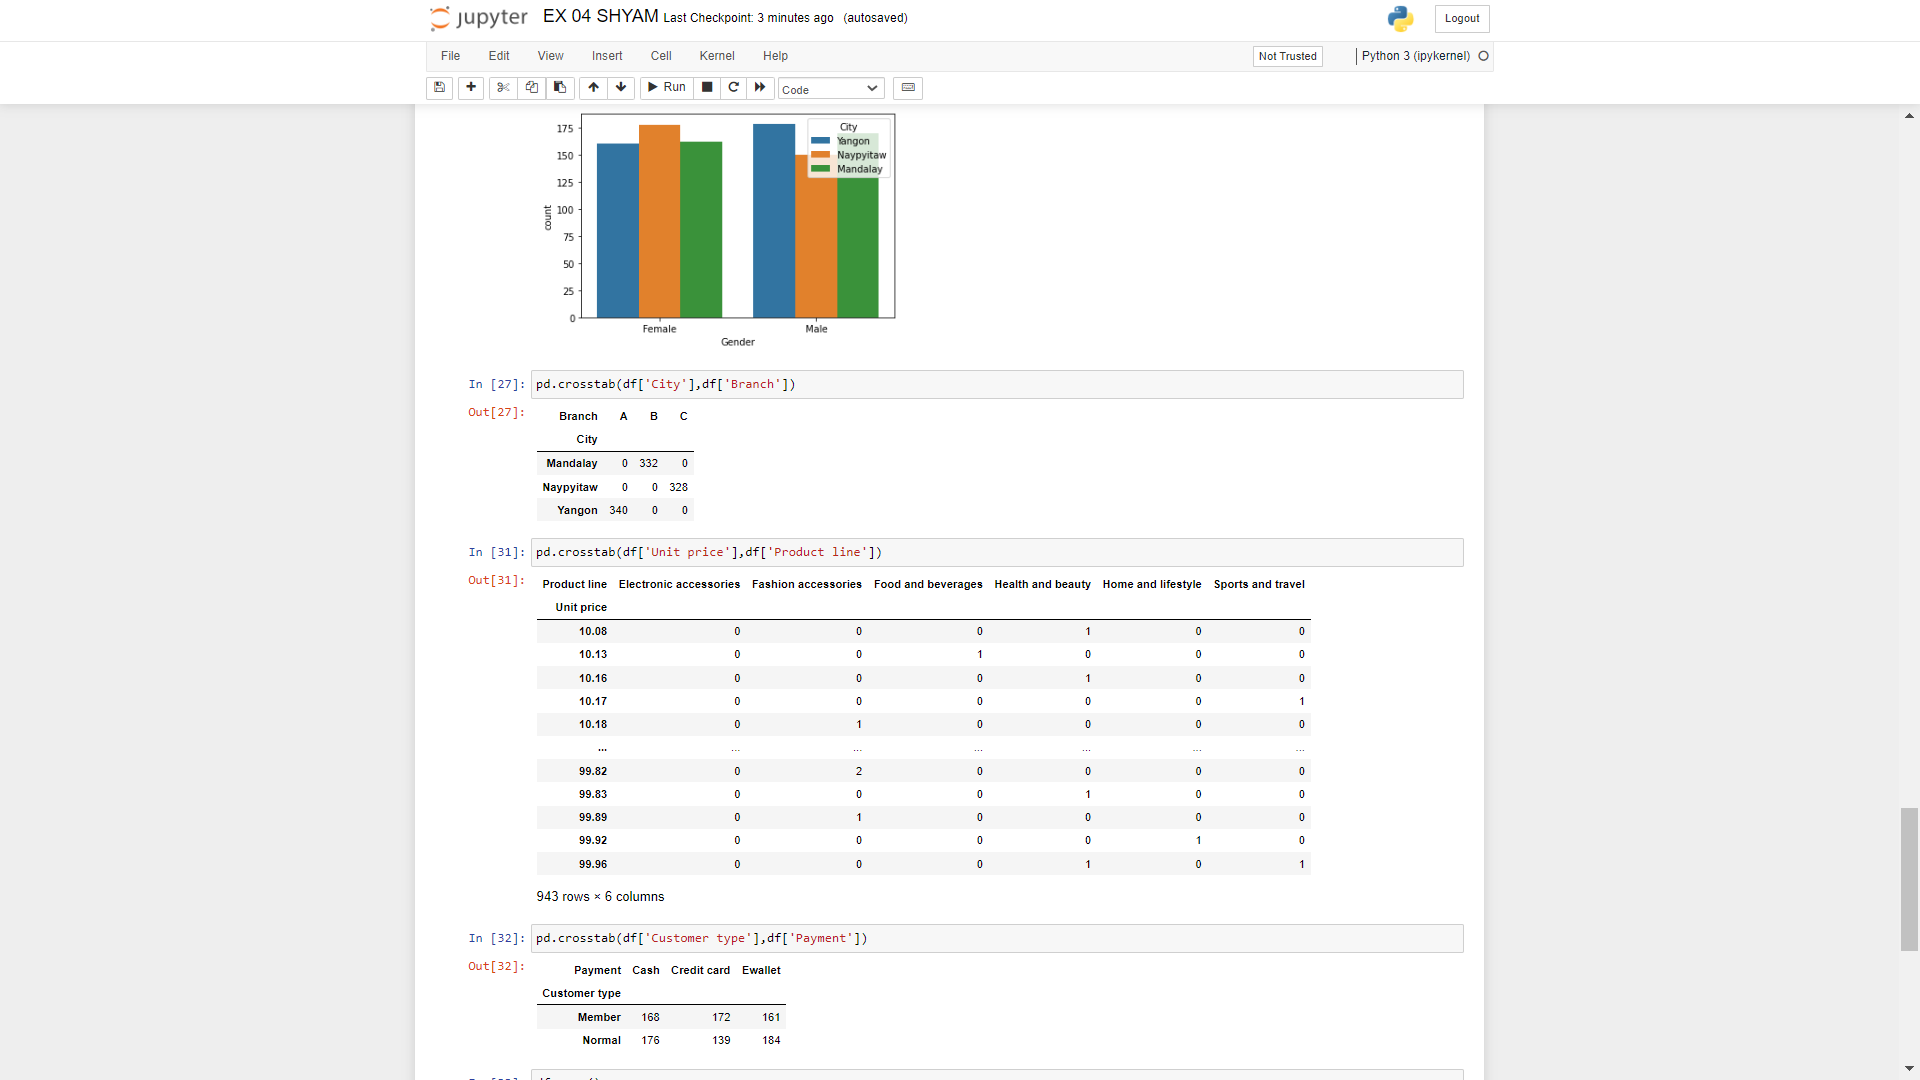 jupyter EX 04 SHYAM Last Checkpoint: 3 minutes ago (autosaved) Logout
File Edit View Insert Cell Kernel Help Not Trusted Python 3 (ipykernel)
Run Code
175
150
125
100
75
50
25
0
count
City
Yangon
Naypyitaw
Mandalay
Female Male
Gender
In [27]: pd.crosstab(df['City'],df['Branch'])
Out[27]:
Branch A B C
City
Mandalay 0 332 0
Naypyitaw 0 0 328
Yangon 340 0 0
In [31]: pd.crosstab(df['Unit price'],df['Product line'])
Out[31]:
Product line Electronic accessories Fashion accessories Food and beverages Health and beauty Home and lifestyle Sports and travel
Unit price
10.08 0 0 0 1 0 0
10.13 0 0 1 0 0 0
10.16 0 0 0 1 0 0
10.17 0 0 0 0 0 1
10.18 0 1 0 0 0 0
... ... ... ... ... ... ...
99.82 0 2 0 0 0 0
99.83 0 0 0 1 0 0
99.89 0 1 0 0 0 0
99.92 0 0 0 0 1 0
99.96 0 0 0 1 0 1
943 rows × 6 columns
In [32]: pd.crosstab(df['Customer type'],df['Payment'])
Out[32]:
Payment Cash Credit card Ewallet
Customer type
Member 168 172 161
Normal 176 139 184